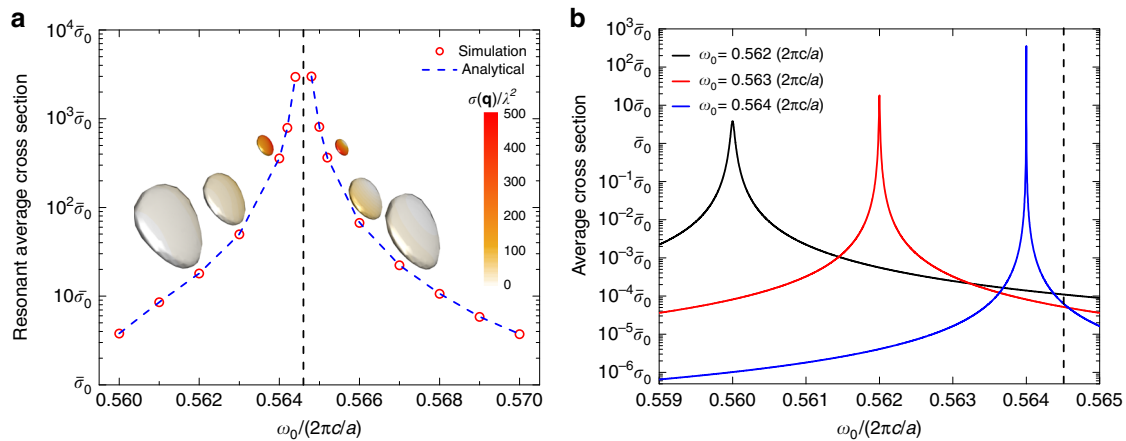 a
Resonant average cross section
10⁴σ̄₀
10³σ̄₀
10²σ̄₀
10σ̄₀
σ̄₀
Simulation
Analytical
σ(q)/λ²
500
400
300
200
100
0
0.560 0.562 0.564 0.566 0.568 0.570
ω₀/(2πc/a)
b
Average cross section
10³σ̄₀
10²σ̄₀
σ̄₀
10⁻¹σ̄₀
10⁻²σ̄₀
10⁻³σ̄₀
10⁻⁴σ̄₀
10⁻⁵σ̄₀
10⁻⁶σ₀
ω₀= 0.562 (2πc/a)
ω₀= 0.563 (2πc/a)
ω₀= 0.564 (2πc/a)
0.559 0.560 0.561 0.562 0.563 0.564 0.565
ω₀/(2πc/a)